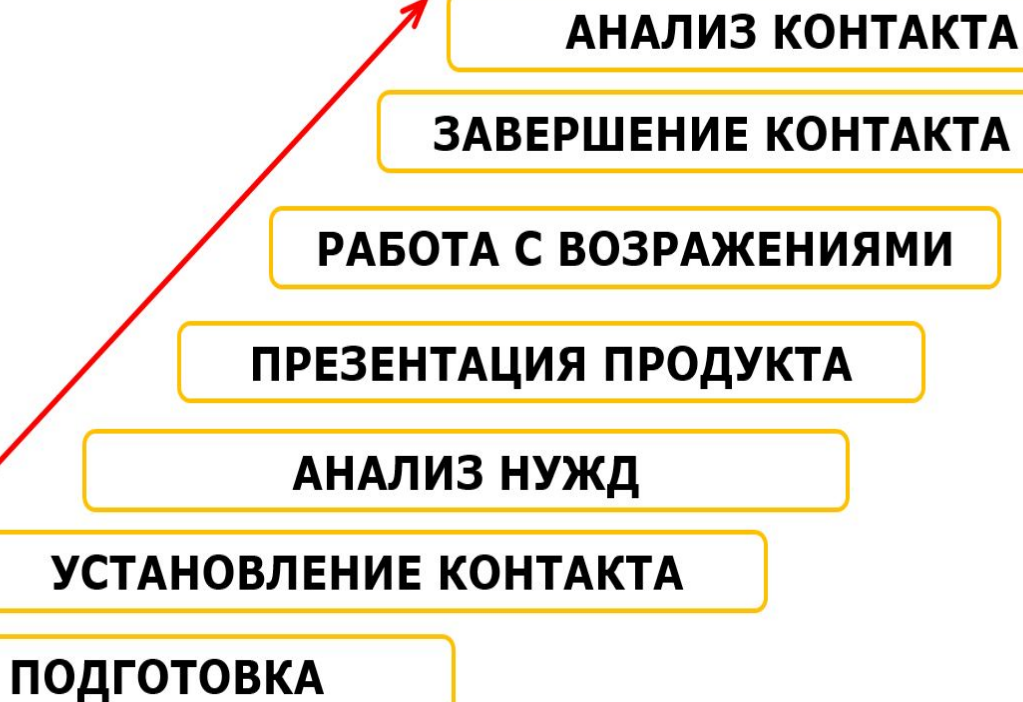 АНАЛИЗ КОНТАКТА
ЗАВЕРШЕНИЕ КОНТАКТА
РАБОТА С ВОЗРАЖЕНИЯМИ
ПРЕЗЕНТАЦИЯ ПРОДУКТА
АНАЛИЗ НУЖД
УСТАНОВЛЕНИЕ КОНТАКТА
ПОДГОТОВКА